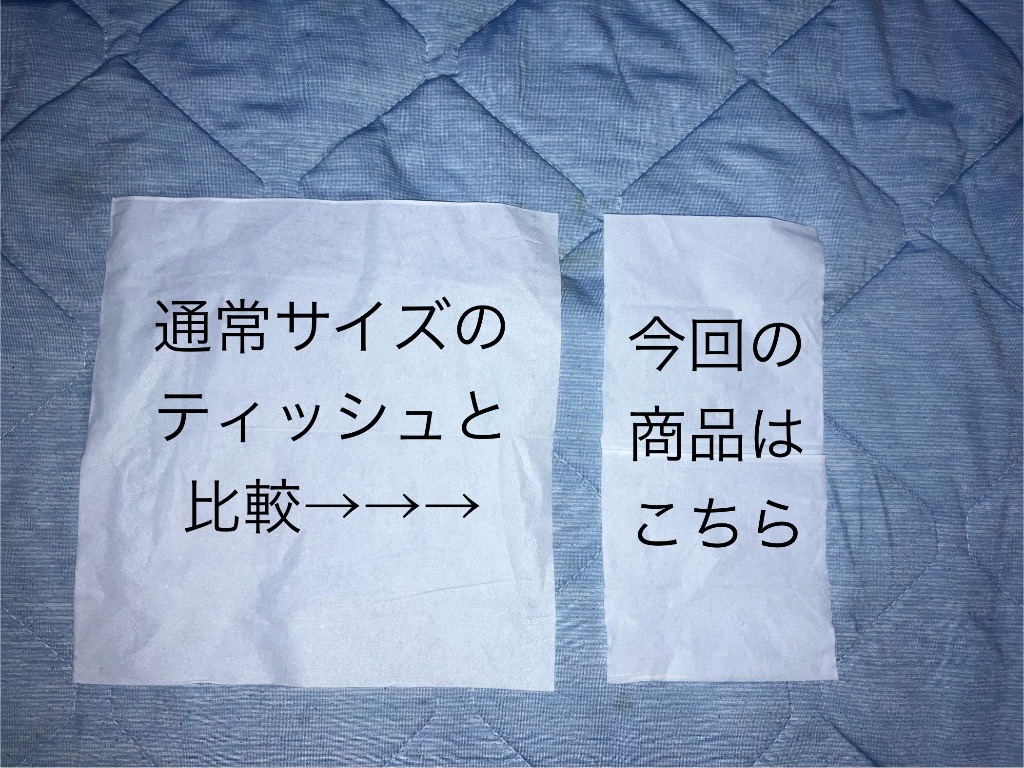 通常サイズの
ティッシュと
比較→→→
今回の
商品は
こちら